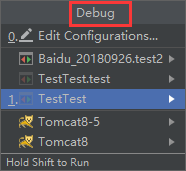 Debug
0. Edit Configurations...
Baidu_20180926.test2
TestTest.test
1. TestTest
Tomcat8-5
Tomcat8
Hold Shift to Run